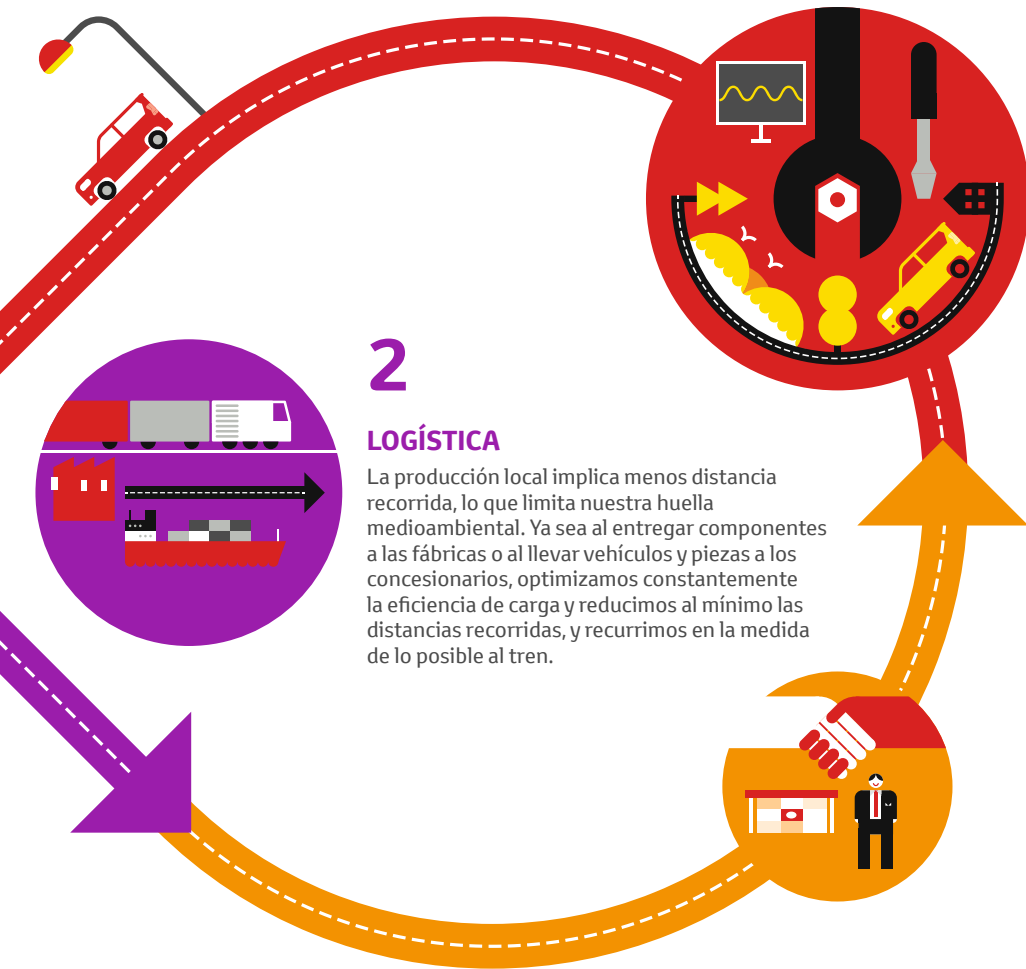 2
LOGÍSTICA
La producción local implica menos distancia
recorrida, lo que limita nuestra huella
medioambiental. Ya sea al entregar componentes
a las fábricas o al llevar vehículos y piezas a los
concesionarios, optimizamos constantemente
la eficiencia de carga y reducimos al mínimo las
distancias recorridas, y recurrimos en la medida
de lo posible al tren.